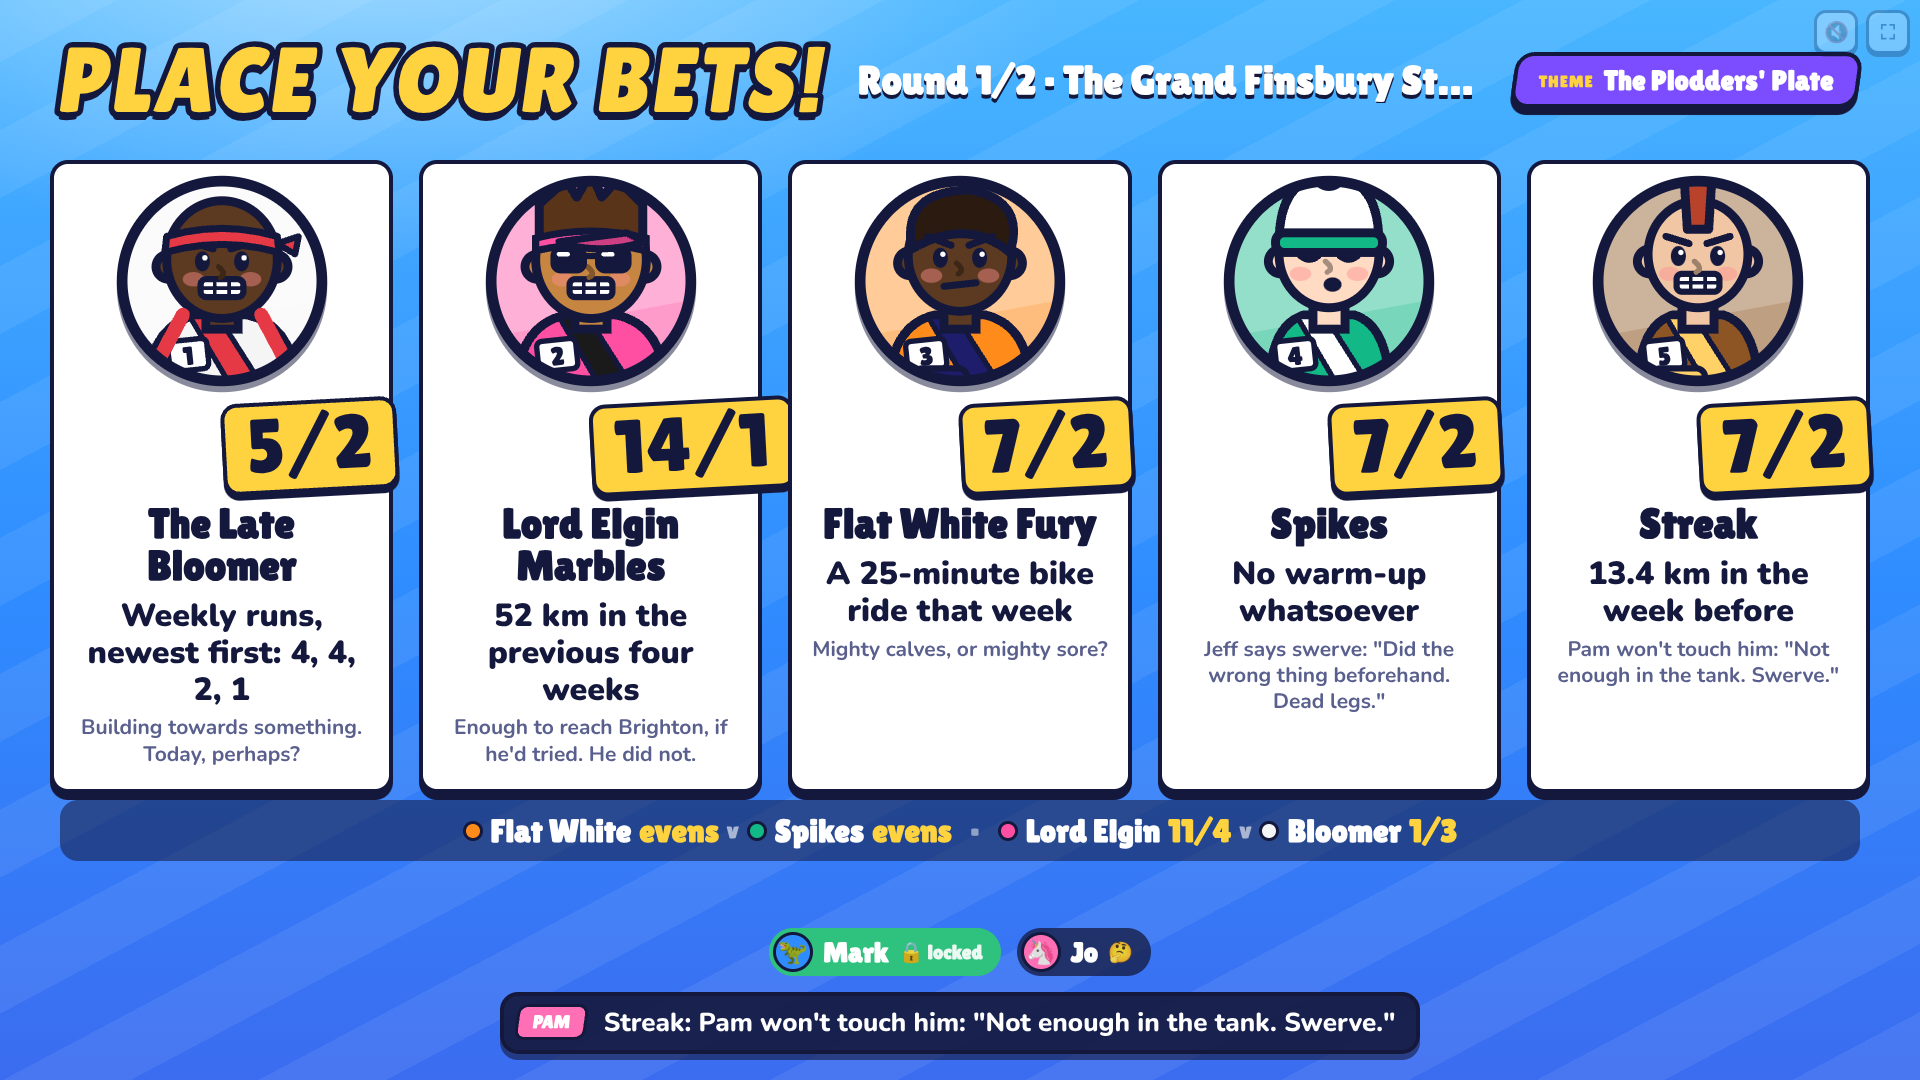 PLACE YOUR BETS!
Round 1/2 · The Grand Finsbury St...
THEME The Plodders' Plate
1
5/2
The Late
Bloomer
Weekly runs,
newest first: 4, 4,
2, 1
Building towards something.
Today, perhaps?
2
14/1
Lord Elgin
Marbles
52 km in the
previous four
weeks
Enough to reach Brighton, if
he'd tried. He did not.
3
7/2
Flat White Fury
A 25-minute bike
ride that week
Mighty calves, or mighty sore?
4
7/2
Spikes
No warm-up
whatsoever
Jeff says swerve: "Did the
wrong thing beforehand.
Dead legs."
5
7/2
Streak
13.4 km in the
week before
Pam won't touch him: "Not
enough in the tank. Swerve."
Flat White evens v Spikes evens · Lord Elgin 11/4 v Bloomer 1/3
Mark locked
Jo
PAM Streak: Pam won't touch him: "Not enough in the tank. Swerve."